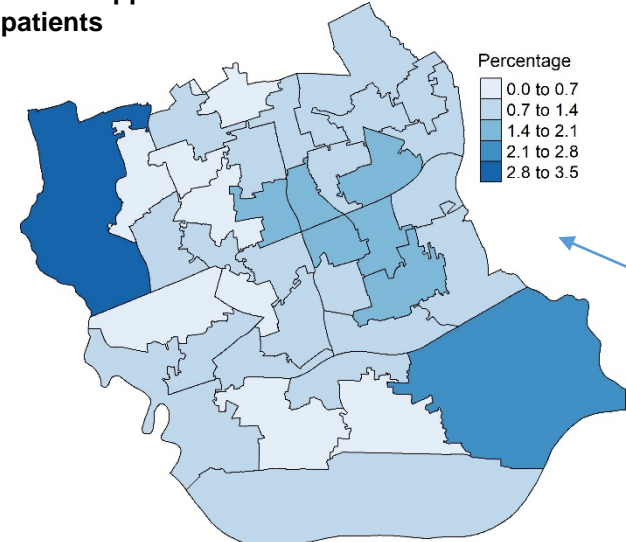 patients
Percentage
0.0 to 0.7
0.7 to 1.4
1.4 to 2.1
2.1 to 2.8
2.8 to 3.5